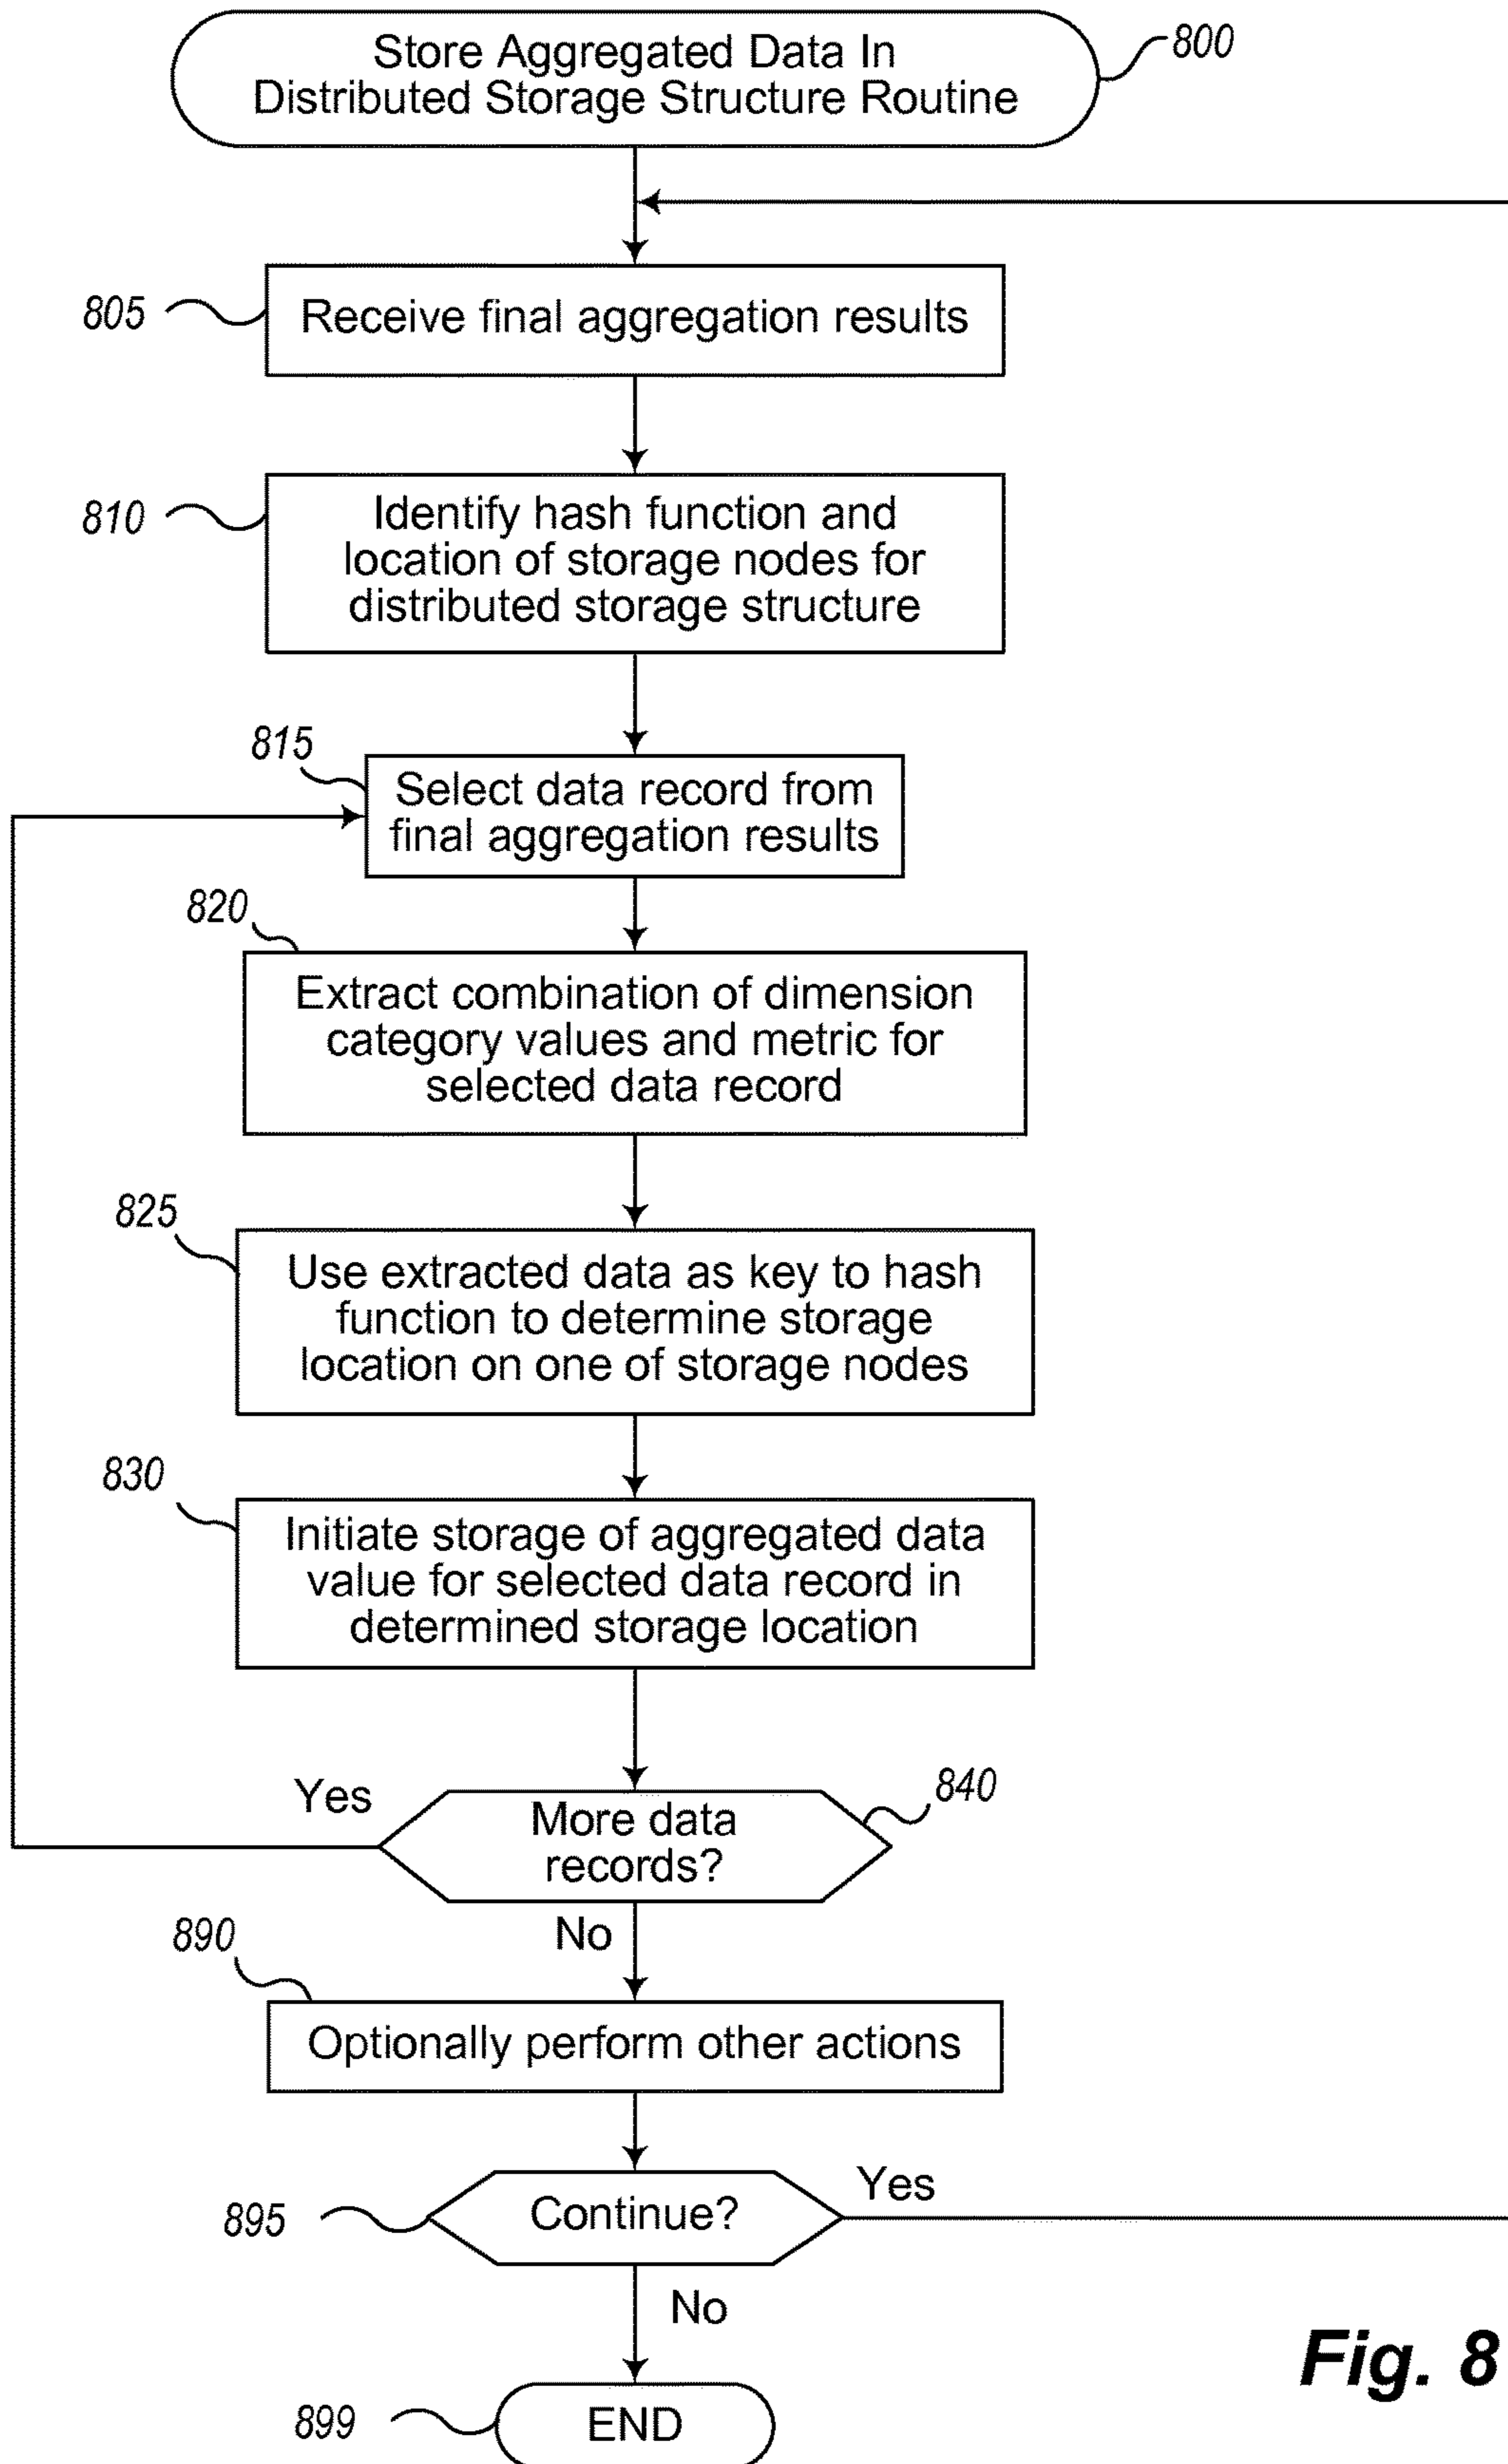 Store Aggregated Data In
Distributed Storage Structure Routine
800
805
Receive final aggregation results
810
Identify hash function and
location of storage nodes for
distributed storage structure
815
Select data record from
final aggregation results
820
Extract combination of dimension
category values and metric for
selected data record
825
Use extracted data as key to hash
function to determine storage
location on one of storage nodes
830
Initiate storage of aggregated data
value for selected data record in
determined storage location
Yes
840
More data
records?
No
890
Optionally perform other actions
895
Continue?
Yes
No
899
END
Fig. 8